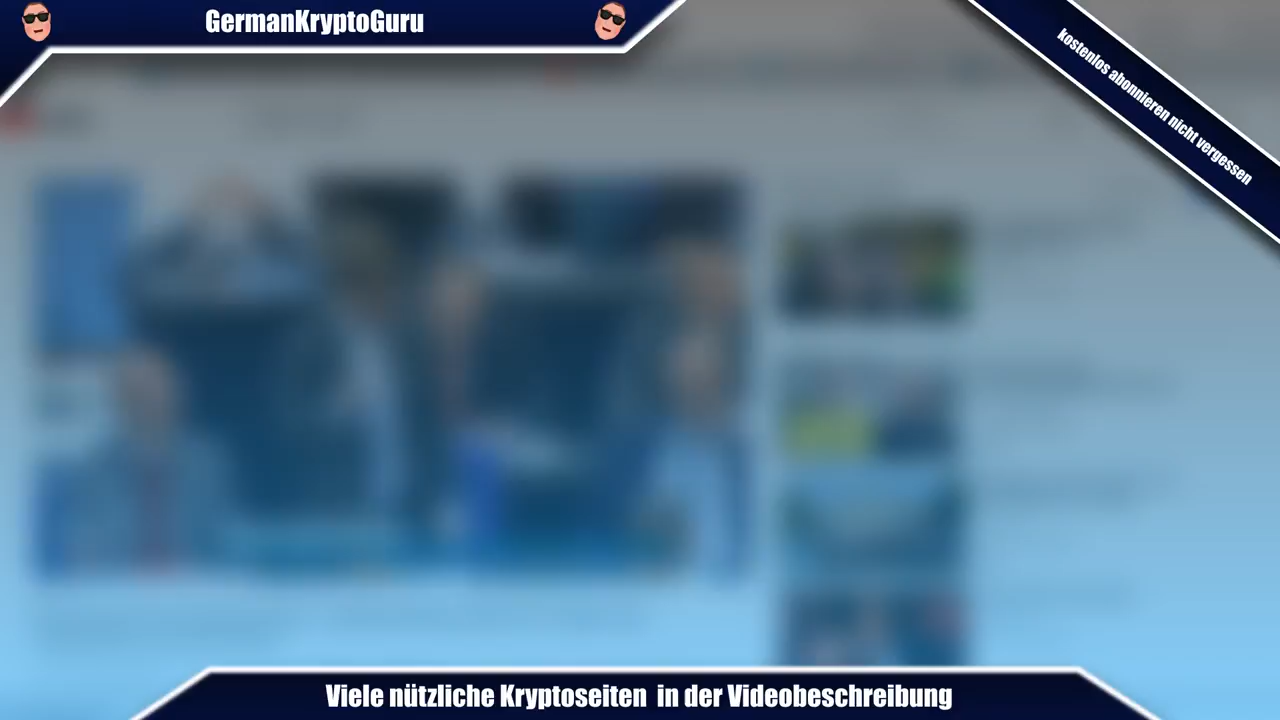 GermanKryptoGuru
kostenlos abonnieren nicht vergessen
Viele nützliche Kryptoseiten in der Videobeschreibung